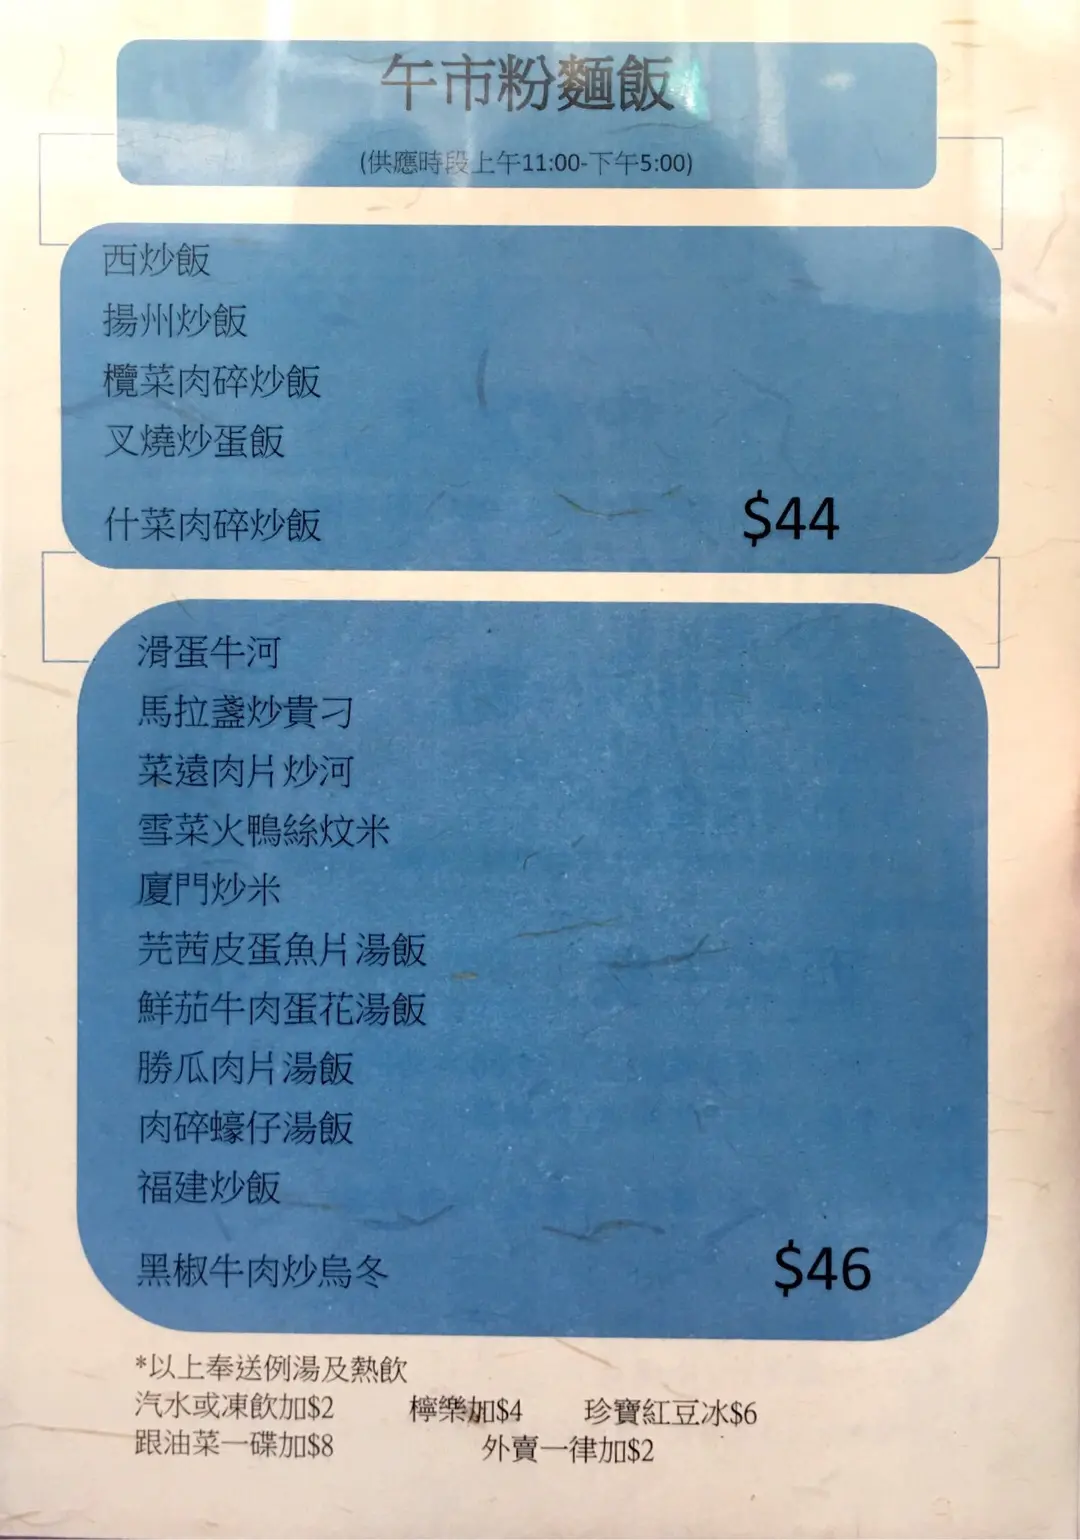 午市粉麵飯
(供應時段上午11:00-下午5:00)
西炒飯
揚州炒飯
欖菜肉碎炒飯
叉燒炒蛋飯
什菜肉碎炒飯 $44
滑蛋牛河
馬拉盞炒貴刁
菜遠肉片炒河
雪菜火鴨絲炆米
廈門炒米
芫茜皮蛋魚片湯飯
鮮茄牛肉蛋花湯飯
勝瓜肉片湯飯
肉碎蠔仔湯飯
福建炒飯
黑椒牛肉炒烏冬 $46
*以上奉送例湯及熱飲
汽水或凍飲加$2 檸樂加$4 珍寶紅豆冰$6
跟油菜一碟加$8 外賣一律加$2